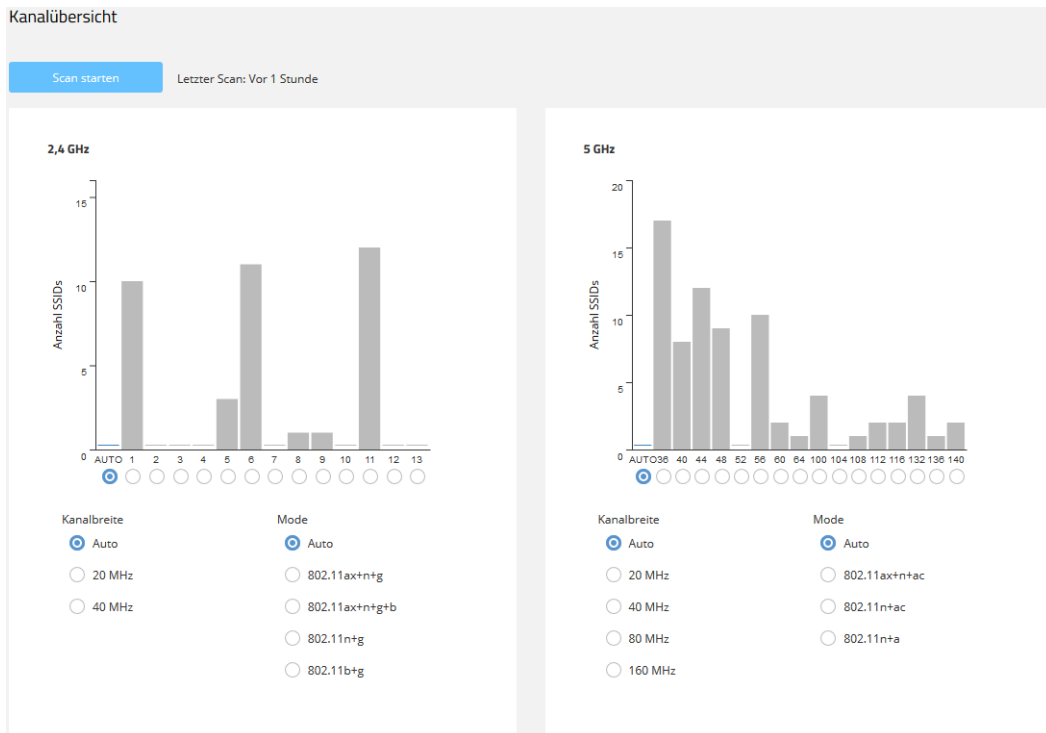 Kanalübersicht
Scan starten
Letzter Scan: Vor 1 Stunde
2,4 GHz
Anzahl SSIDs
15
10
5
0
AUTO 1 2 3 4 5 6 7 8 9 10 11 12 13
Kanalbreite
Auto
20 MHz
40 MHz
Mode
Auto
802.11ax+n+g
802.11ax+n+g+b
802.11n+g
802.11b+g
5 GHz
Anzahl SSIDs
20
15
10
5
0
AUTO36 40 44 48 52 56 60 64 100 104 108 112 116 132 136 140
Kanalbreite
Auto
20 MHz
40 MHz
80 MHz
160 MHz
Mode
Auto
802.11ax+n+ac
802.11n+ac
802.11n+a